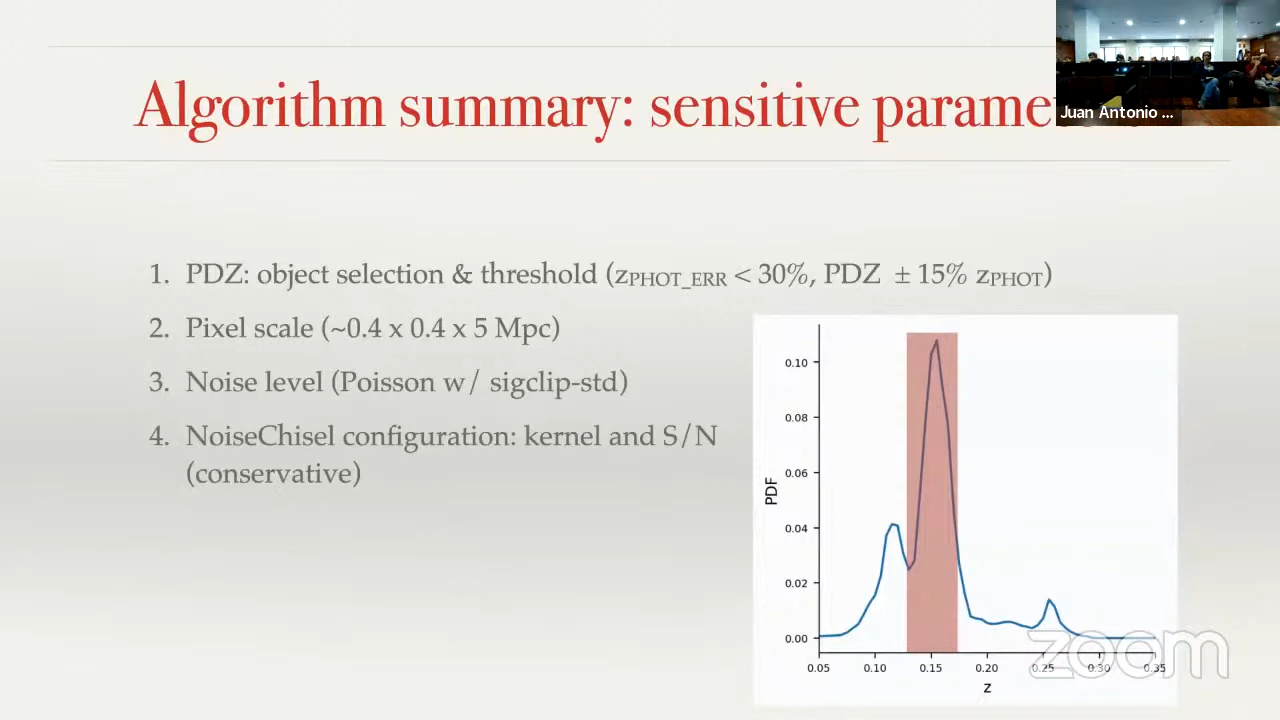 Algorithm summary: sensitive parame
Juan Antonio ...
1. PDZ: object selection & threshold (zPHOT_ERR < 30%, PDZ ± 15% zPHOT)
2. Pixel scale (~0.4 x 0.4 x 5 Mpc)
3. Noise level (Poisson w/ sigclip-std)
4. NoiseChisel configuration: kernel and S/N
(conservative)
0.10
0.08
0.06
0.04
0.02
0.00
PDF
0.05 0.10 0.15 0.20 0.25 0.30 0.35
z
zoom